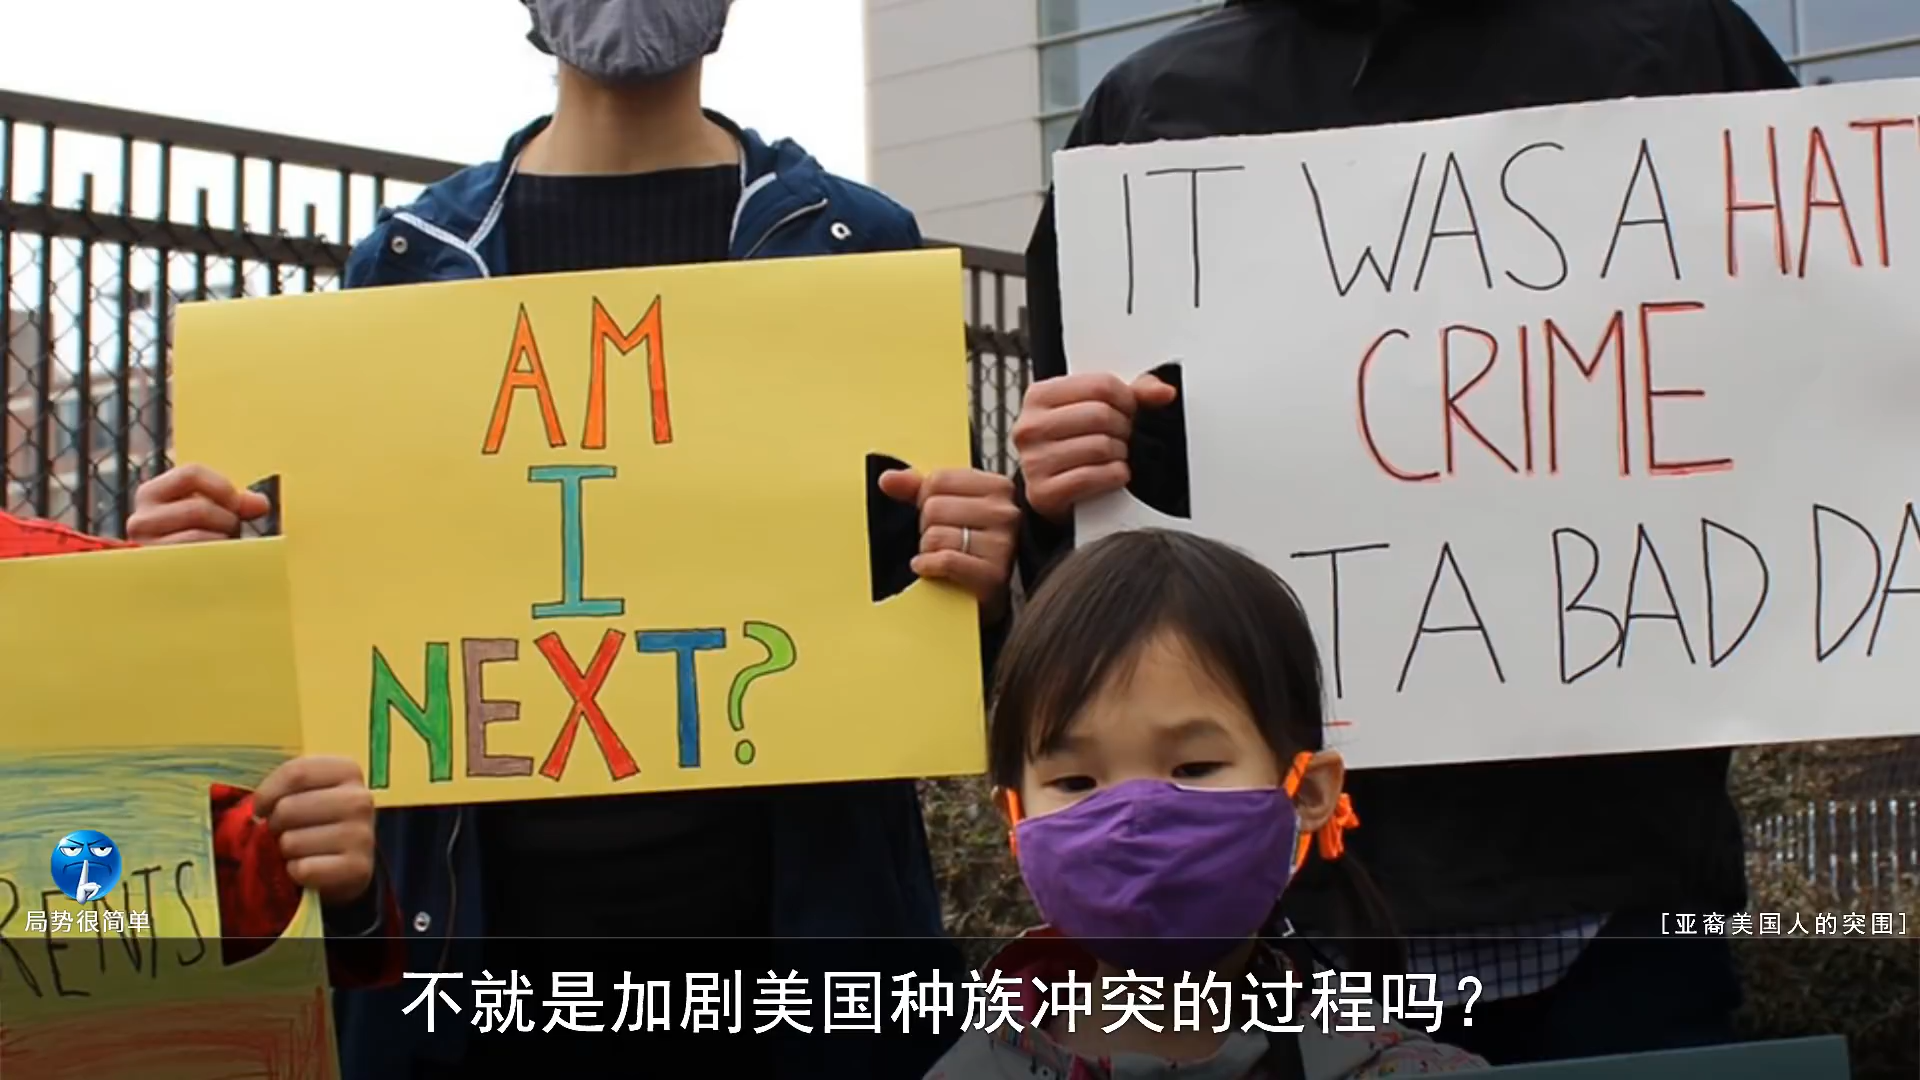 AM
I
NEXT?
IT WAS A HAT
CRIME
T A BAD DA
RENTS
局势很简单
[亚裔美国人的突围]
不就是加剧美国种族冲突的过程吗？